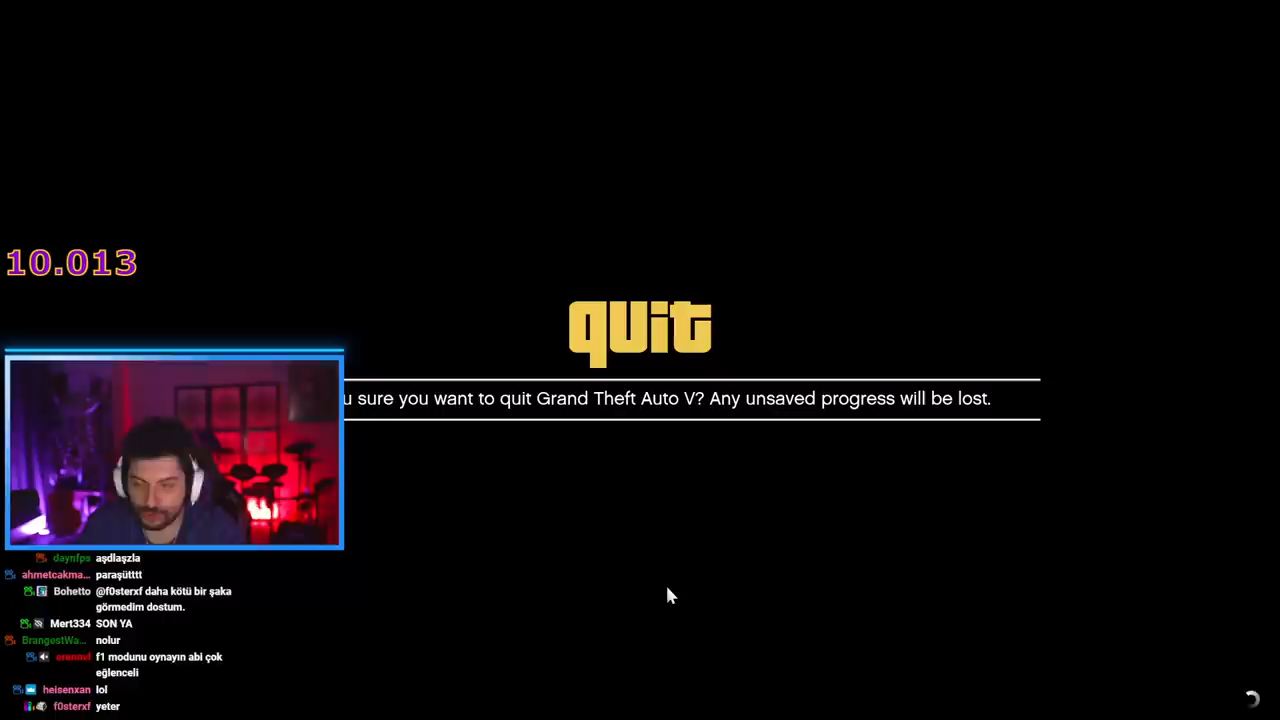 10.013
quit
u sure you want to quit Grand Theft Auto V? Any unsaved progress will be lost.
daynfps aşdlaşzla
ahmetcakma... paraşütttt
Bohetto @f0sterxf daha kötü bir şaka
görmedim dostum.
Mert334 SON YA
BrangestWa... nolur
f1 modunu oynayın abi çok
eğlenceli
heisenxan lol
f0sterxf yeter